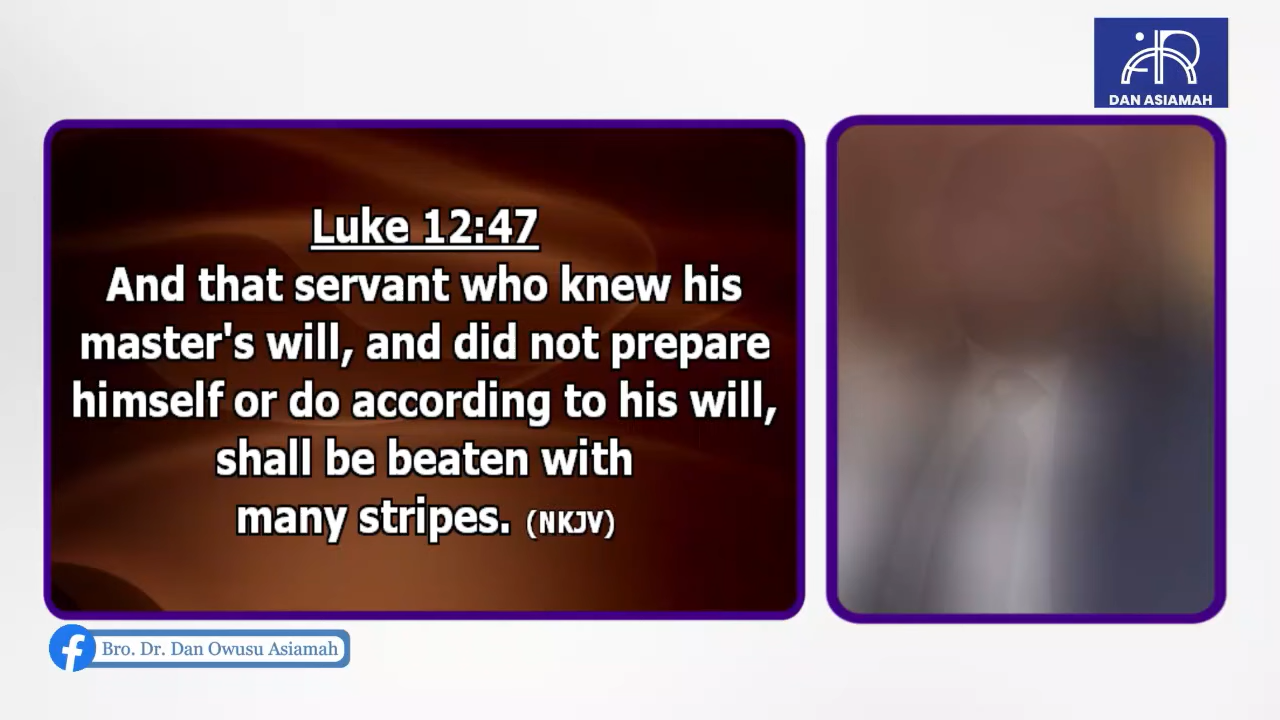 DAN ASIAMAH
Luke 12:47
And that servant who knew his
master's will, and did not prepare
himself or do according to his will,
shall be beaten with
many stripes. (NKJV)
Bro. Dr. Dan Owusu Asiamah